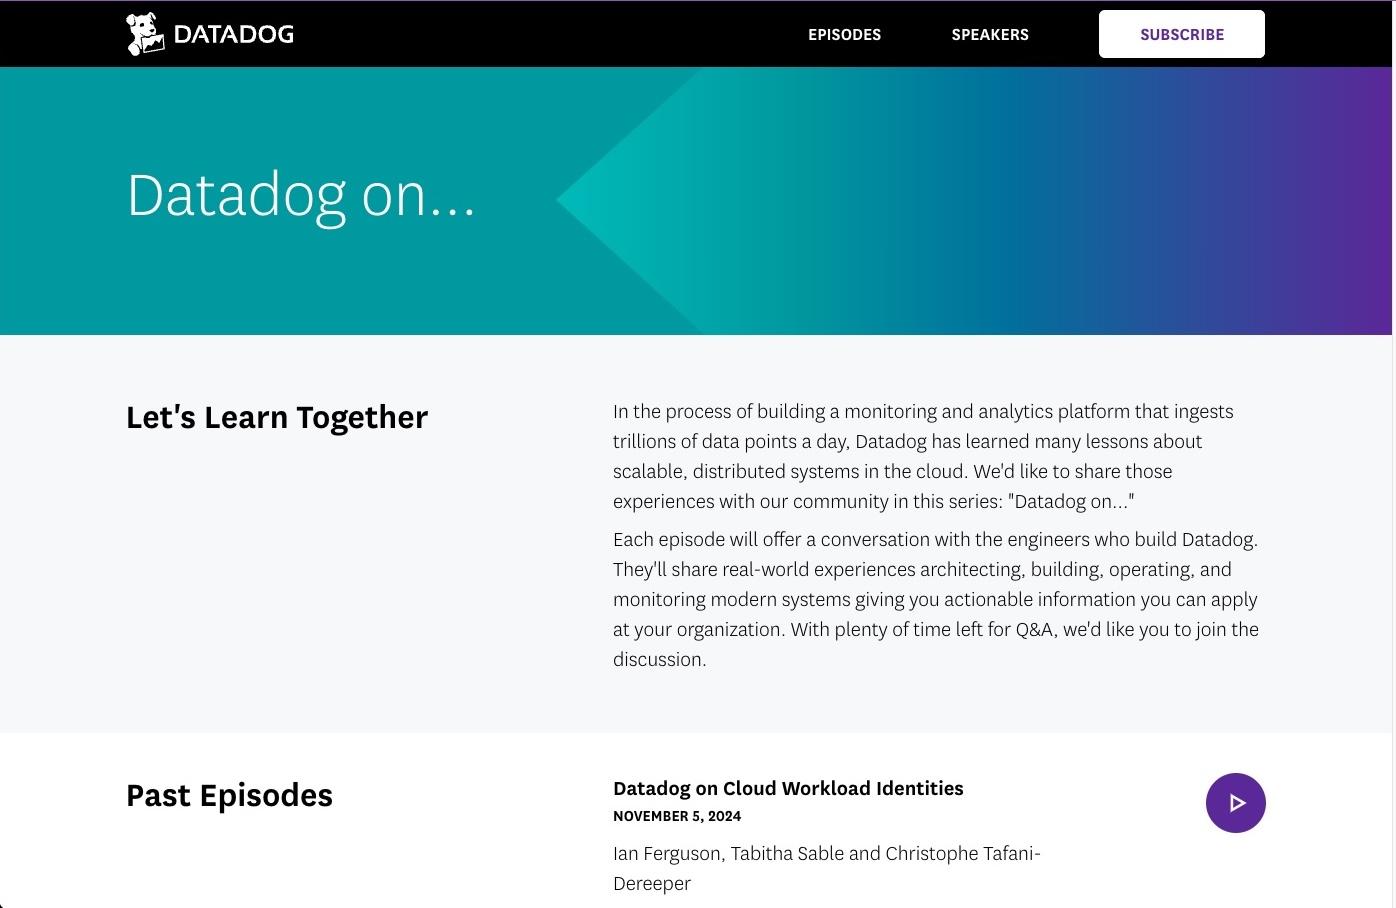 DATADOG
EPISODES
SPEAKERS
SUBSCRIBE
Datadog on...
Let's Learn Together
In the process of building a monitoring and analytics platform that ingests
trillions of data points a day, Datadog has learned many lessons about
scalable, distributed systems in the cloud. We'd like to share those
experiences with our community in this series: "Datadog on..."
Each episode will offer a conversation with the engineers who build Datadog.
They'll share real-world experiences architecting, building, operating, and
monitoring modern systems giving you actionable information you can apply
at your organization. With plenty of time left for Q&A, we'd like you to join the
discussion.
Past Episodes
Datadog on Cloud Workload Identities
NOVEMBER 5, 2024
Ian Ferguson, Tabitha Sable and Christophe Tafani-
Dereeper